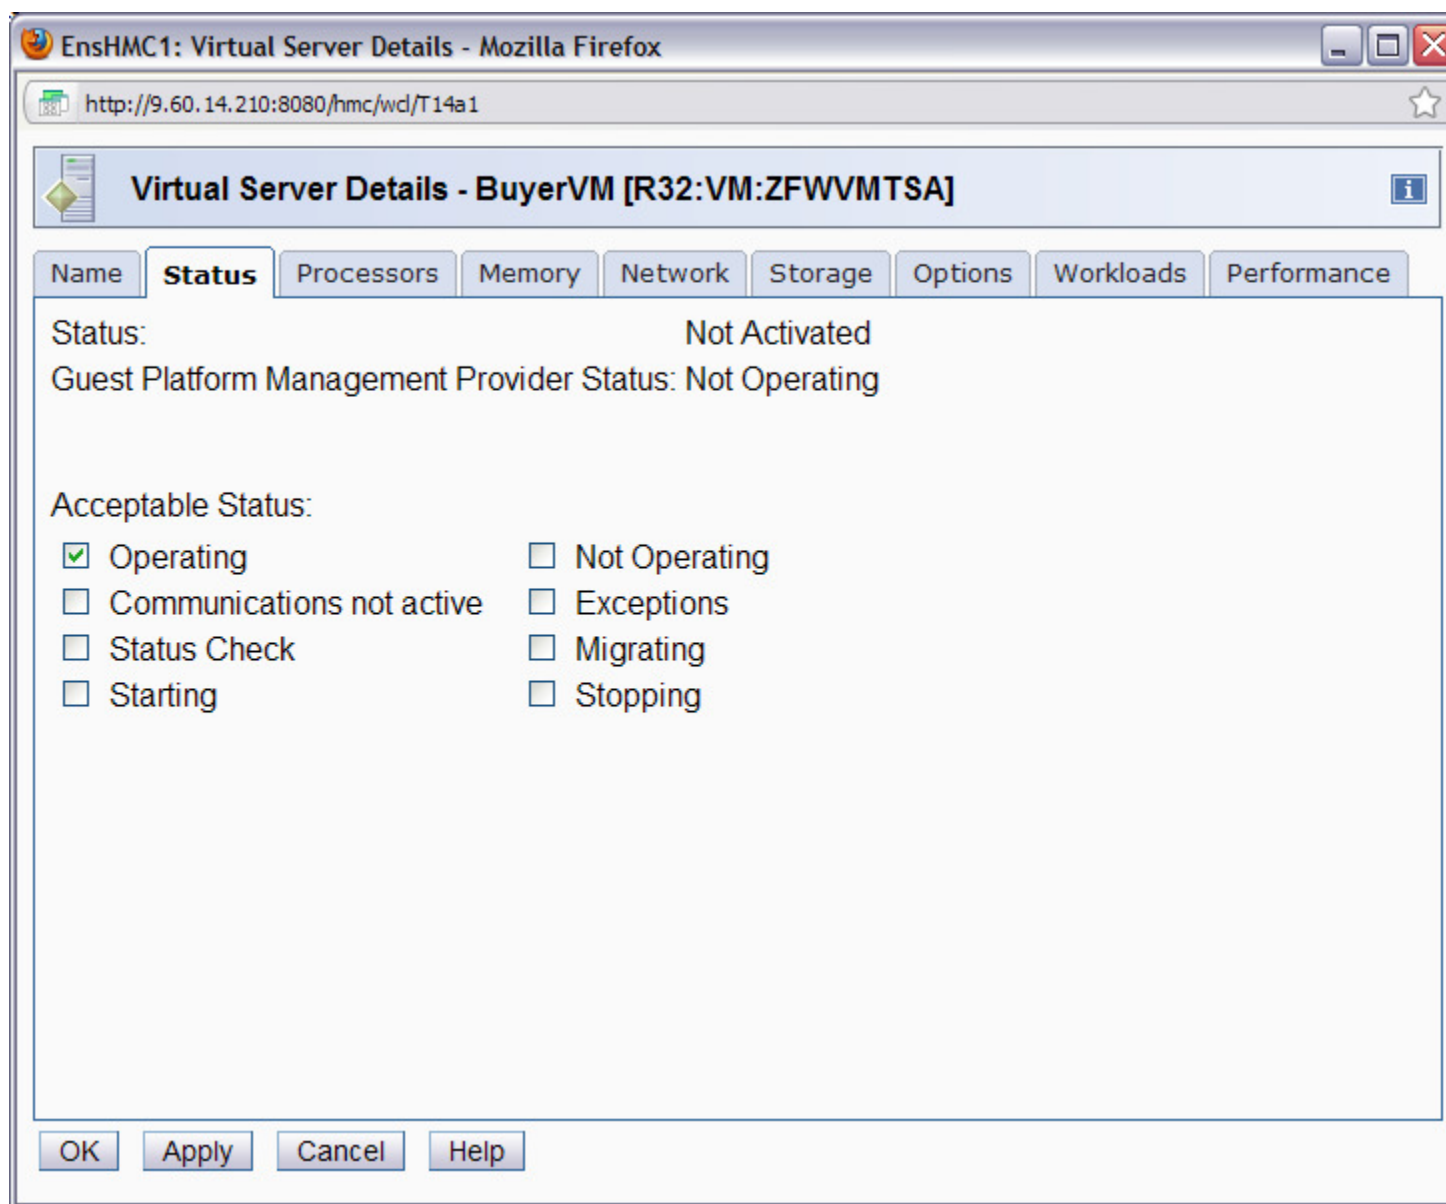 EnsHMC1: Virtual Server Details - Mozilla Firefox
http://9.60.14.210:8080/hmc/wcl/T14a1
Virtual Server Details - BuyerVM [R32:VM:ZFWVMTSA]
i
Name Status Processors Memory Network Storage Options Workloads Performance
Status: Not Activated
Guest Platform Management Provider Status: Not Operating
Acceptable Status:
Operating Not Operating
Communications not active Exceptions
Status Check Migrating
Starting Stopping
OK Apply Cancel Help